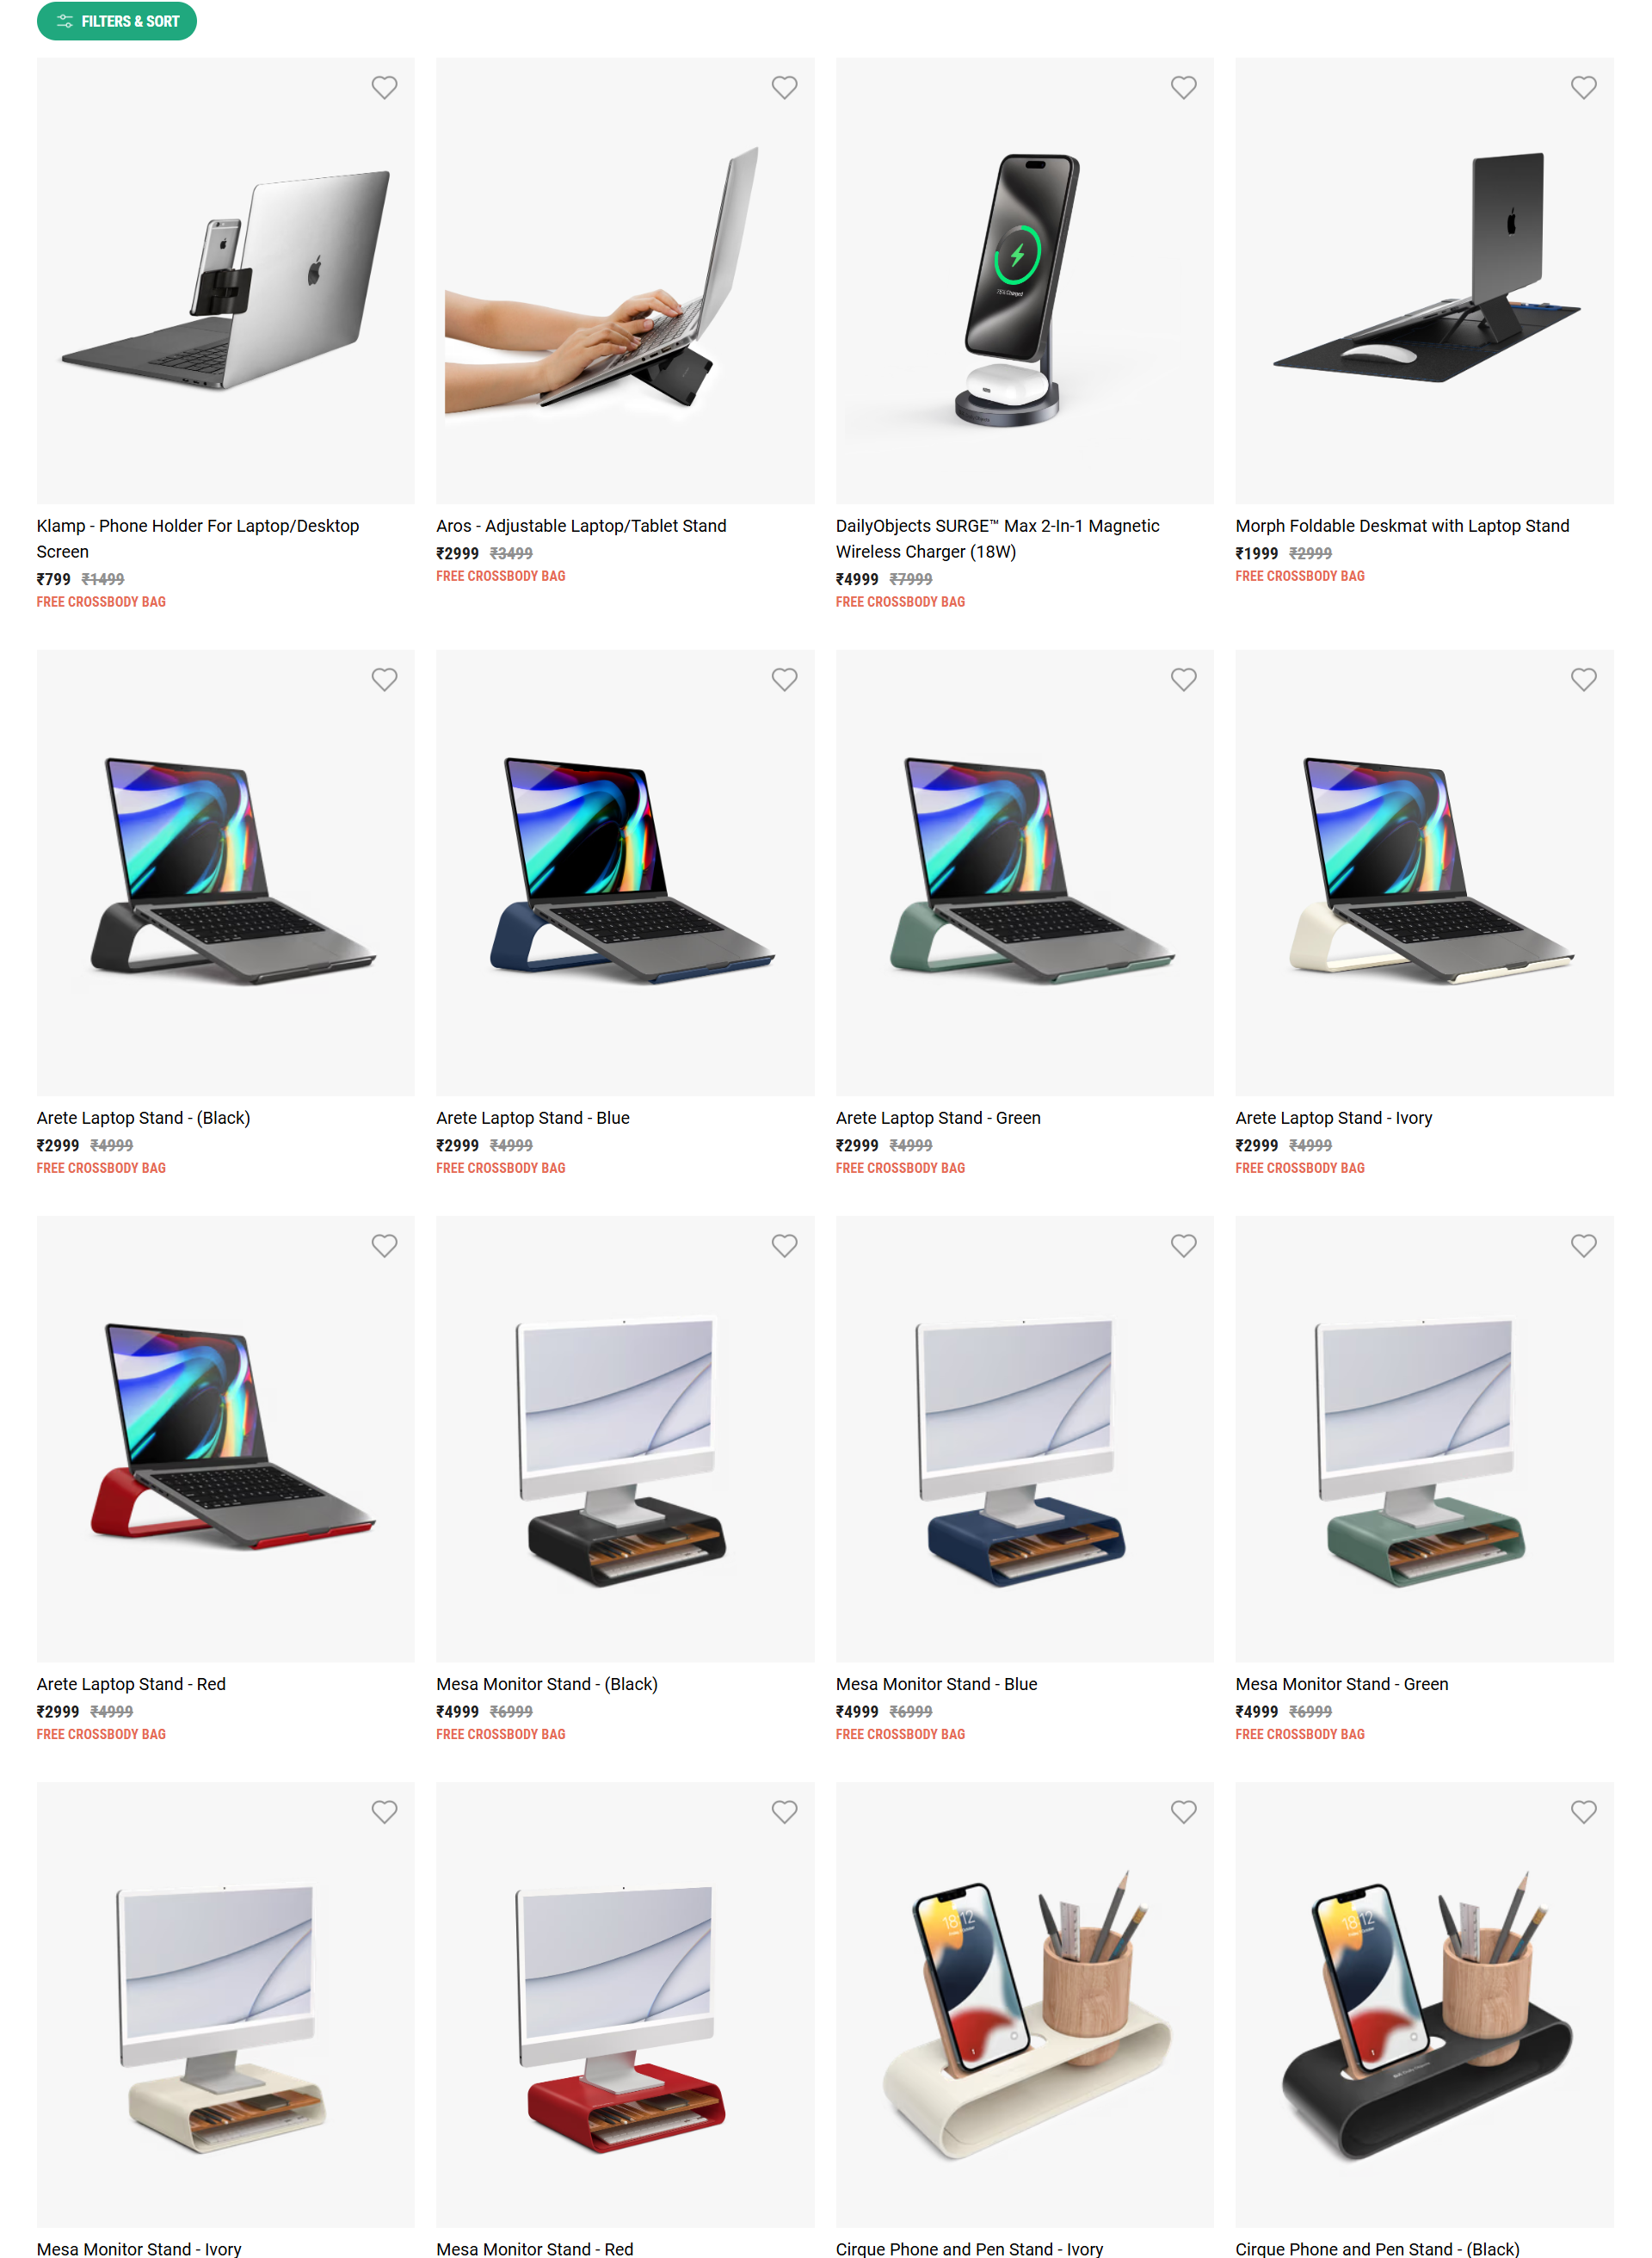 FILTERS & SORT
75% Charged
Klamp - Phone Holder For Laptop/Desktop
Screen
₹799 ₹1499
FREE CROSSBODY BAG
Aros - Adjustable Laptop/Tablet Stand
₹2999 ₹3499
FREE CROSSBODY BAG
DailyObjects SURGE™ Max 2-In-1 Magnetic
Wireless Charger (18W)
₹4999 ₹7999
FREE CROSSBODY BAG
Morph Foldable Deskmat with Laptop Stand
₹1999 ₹2999
FREE CROSSBODY BAG
Arete Laptop Stand - (Black)
₹2999 ₹4999
FREE CROSSBODY BAG
Arete Laptop Stand - Blue
₹2999 ₹4999
FREE CROSSBODY BAG
Arete Laptop Stand - Green
₹2999 ₹4999
FREE CROSSBODY BAG
Arete Laptop Stand - Ivory
₹2999 ₹4999
FREE CROSSBODY BAG
Arete Laptop Stand - Red
₹2999 ₹4999
FREE CROSSBODY BAG
Mesa Monitor Stand - (Black)
₹4999 ₹6999
FREE CROSSBODY BAG
Mesa Monitor Stand - Blue
₹4999 ₹6999
FREE CROSSBODY BAG
Mesa Monitor Stand - Green
₹4999 ₹6999
FREE CROSSBODY BAG
18 12
18 12
Mesa Monitor Stand - Ivory
Mesa Monitor Stand - Red
Cirque Phone and Pen Stand - Ivory
Cirque Phone and Pen Stand - (Black)